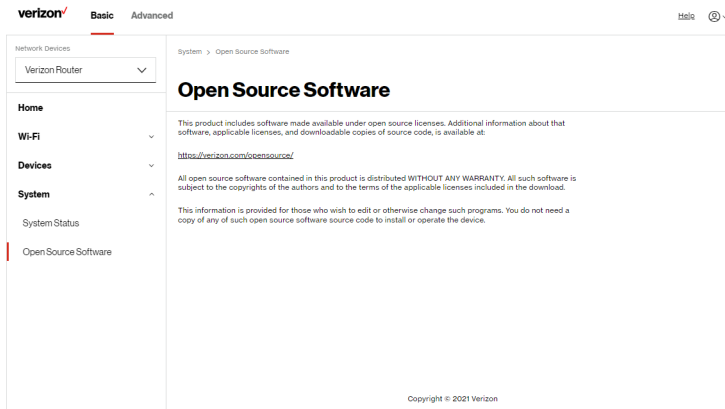 verizon
Basic
Advanced
Help
Network Devices
Verizon Router
Home
Wi-Fi
Devices
System
System Status
Open Source Software
System > Open Source Software
Open Source Software
This product includes software made available under open source licenses. Additional information about that
software, applicable licenses, and downloadable copies of source code, is available at:
https://verizon.com/opensource/
All open source software contained in this product is distributed WITHOUT ANY WARRANTY. All such software is
subject to the copyrights of the authors and to the terms of the applicable licenses included in the download.
This information is provided for those who wish to edit or otherwise change such programs. You do not need a
copy of any of such open source software source code to install or operate the device.
Copyright © 2021 Verizon